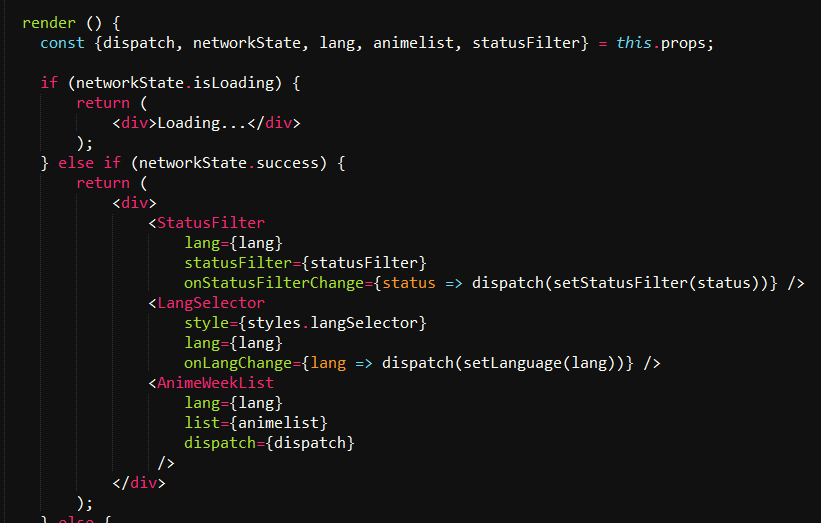 render () {
const {dispatch, networkState, lang, animelist, statusFilter} = this.props;
if (networkState.isLoading) {
return (
<div>Loading...</div>
);
} else if (networkState.success) {
return (
<div>
<StatusFilter
lang={lang}
statusFilter={statusFilter}
onStatusFilterChange={status => dispatch(setStatusFilter(status))} />
<LangSelector
style={styles.langSelector}
lang={lang}
onLangChange={lang => dispatch(setLanguage(lang))} />
<AnimeWeekList
lang={lang}
list={animelist}
dispatch={dispatch}
/>
</div>
);
} else {